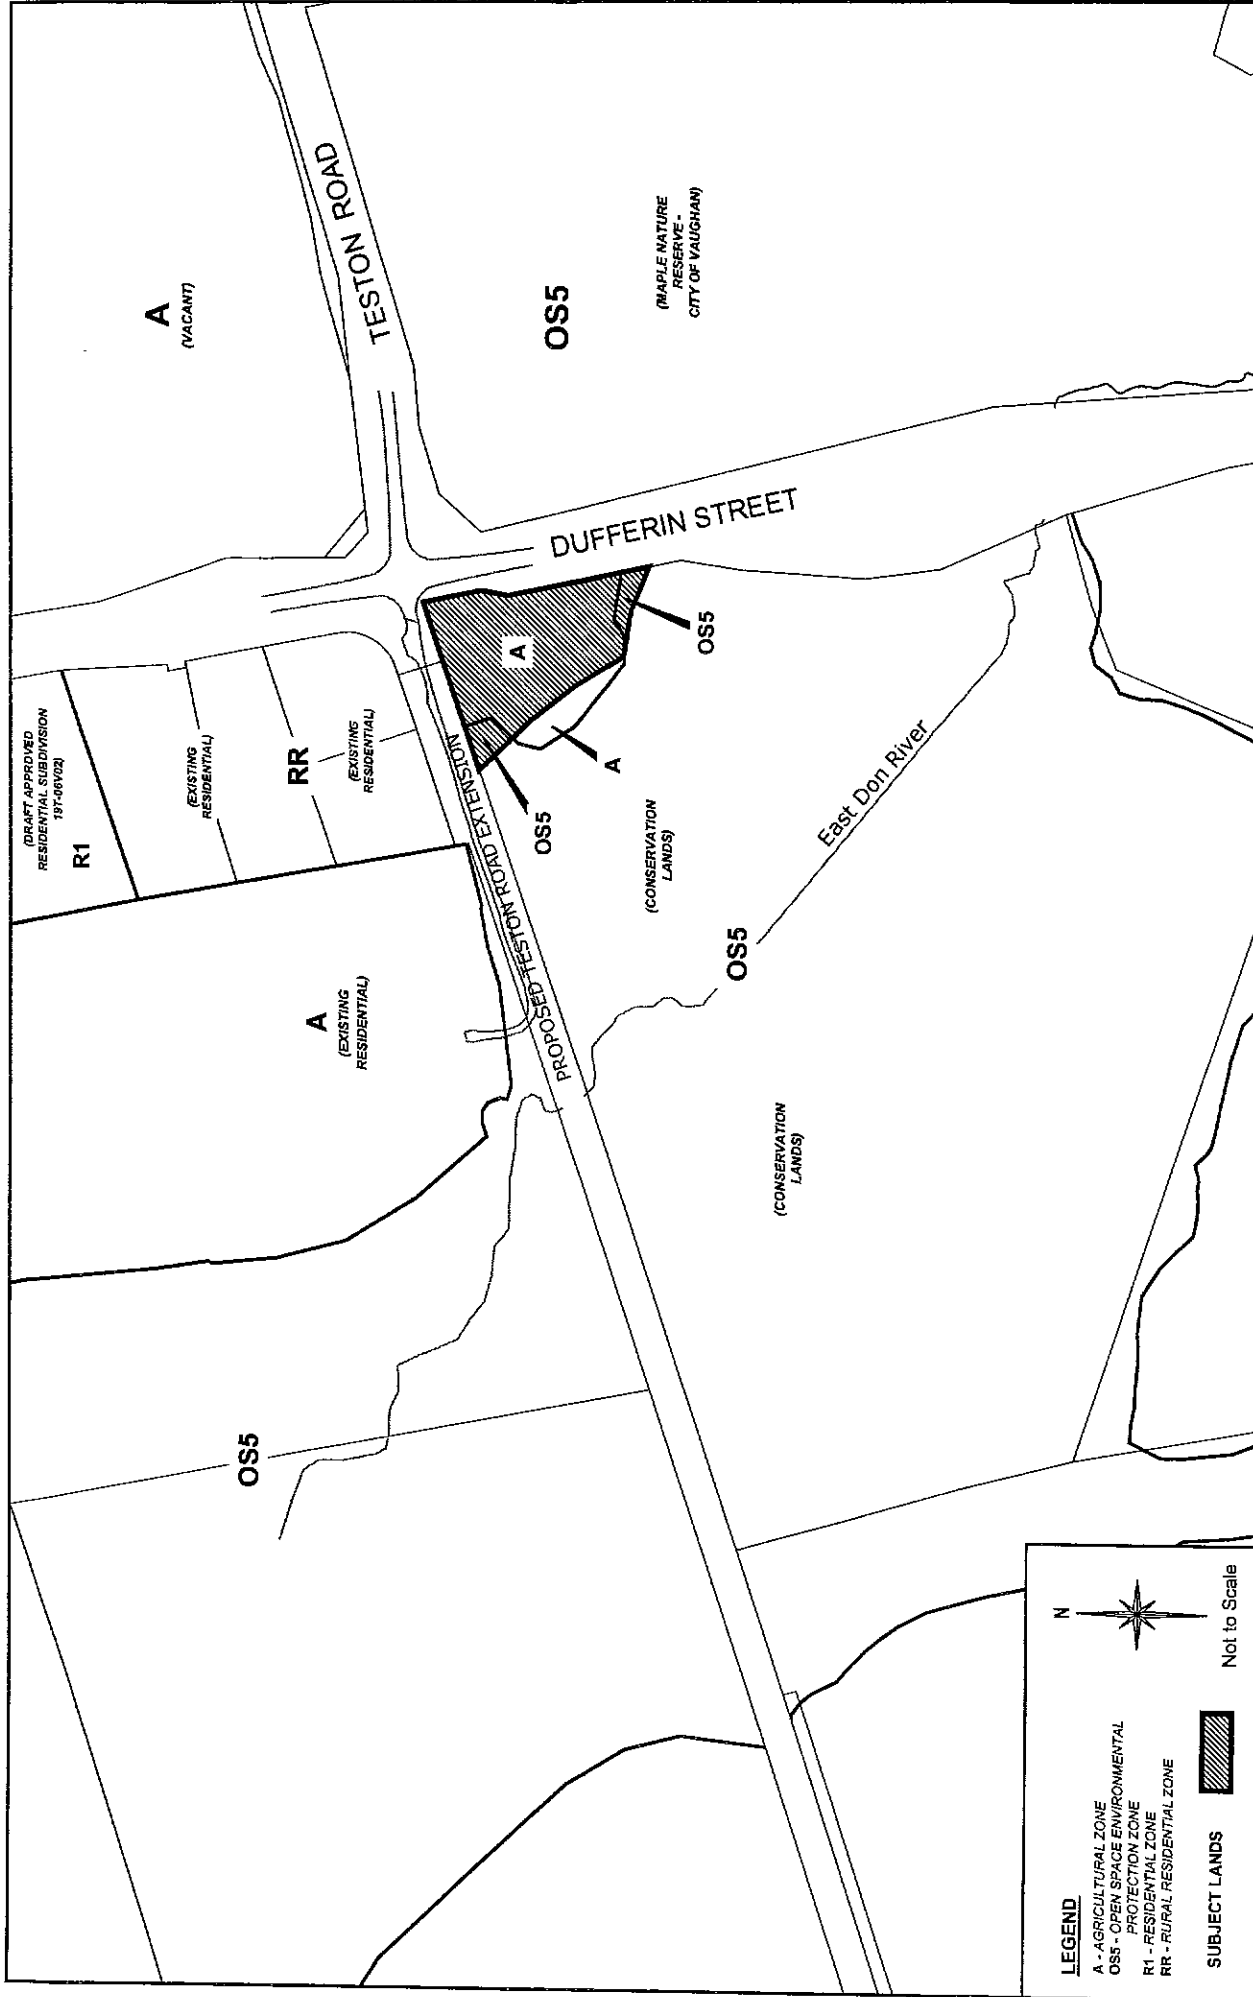 (DRAFT APPROVED
RESIDENTIAL SUBDIVISION
19T-06V02)
R1
(EXISTING
RESIDENTIAL)
RR
(EXISTING
RESIDENTIAL)
A
(VACANT)
TESTON ROAD
A
(EXISTING
RESIDENTIAL)
OS5
PROPOSED TESTON ROAD EXTENSION
OS5
A
A
OS5
DUFFERIN STREET
OS5
(MAPLE NATURE
RESERVE -
CITY OF VAUGHAN)
(CONSERVATION
LANDS)
OS5
East Don River
(CONSERVATION
LANDS)
LEGEND
A - AGRICULTURAL ZONE
OS5 - OPEN SPACE ENVIRONMENTAL
PROTECTION ZONE
R1 - RESIDENTIAL ZONE
RR - RURAL RESIDENTIAL ZONE
SUBJECT LANDS
N
Not to Scale